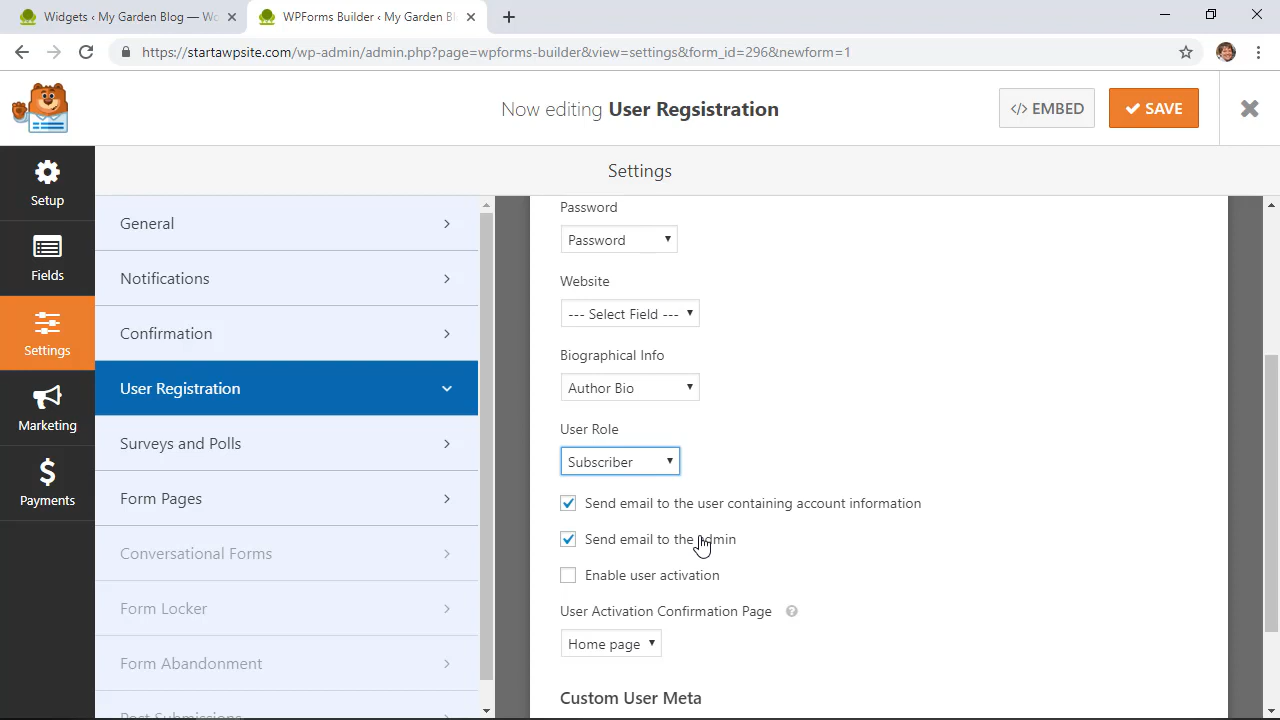 Widgets ‹ My Garden Blog — Wo
WPForms Builder ‹ My Garden Bl
https://startawpsite.com/wp-admin/admin.php?page=wpforms-builder&view=settings&form_id=296&newform=1
Now editing User Regsistration
</> EMBED
SAVE
Setup
Fields
Settings
Marketing
Payments
Settings
General
Notifications
Confirmation
User Registration
Surveys and Polls
Form Pages
Conversational Forms
Form Locker
Form Abandonment
Post Submissions
Password
Password
Website
--- Select Field ---
Biographical Info
Author Bio
User Role
Subscriber
Send email to the user containing account information
Send email to the admin
Enable user activation
User Activation Confirmation Page ?
Home page
Custom User Meta